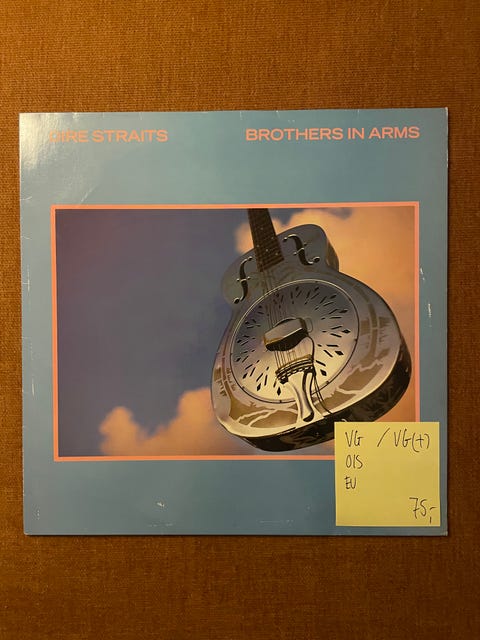 DIRE STRAITS BROTHERS IN ARMS
VG / VG(+)
OIS
EU
75,-